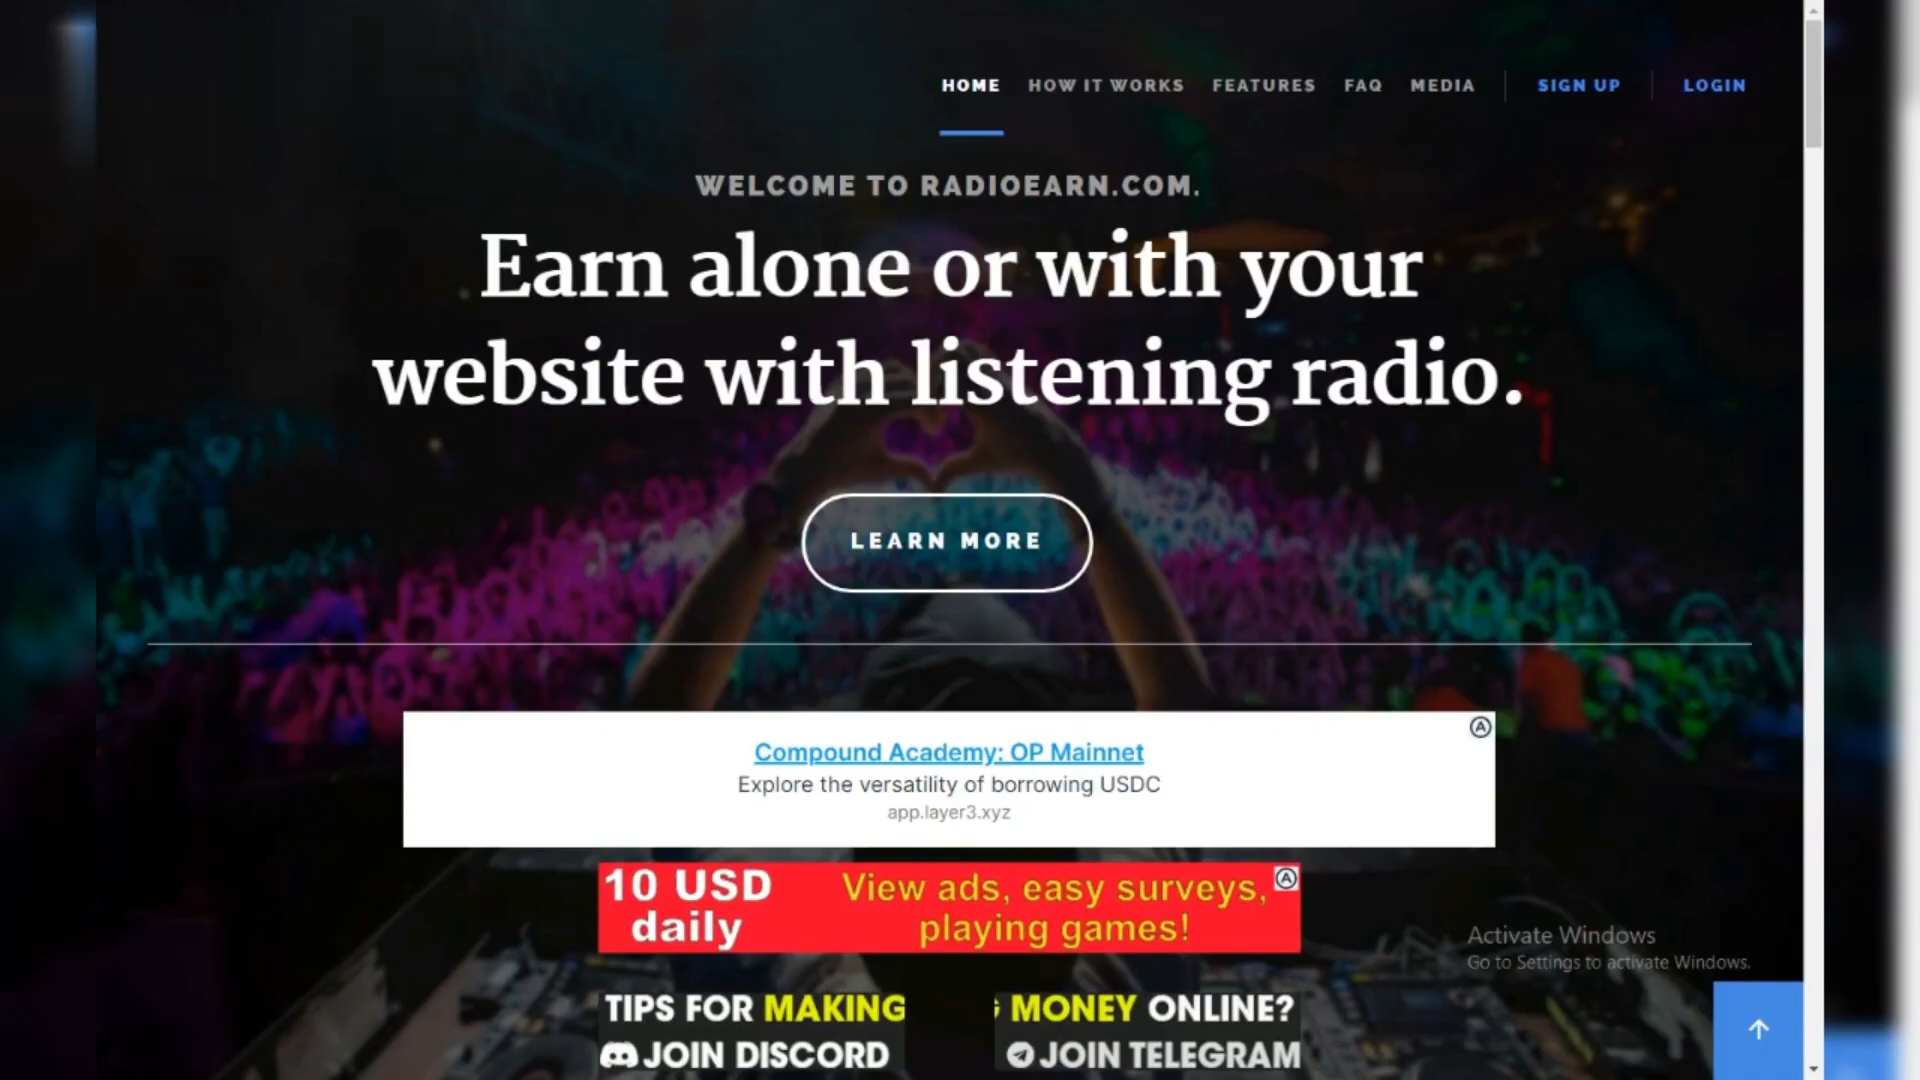 HOME HOW IT WORKS FEATURES FAQ MEDIA SIGN UP LOGIN
WELCOME TO RADIOEARN.COM.
Earn alone or with your
website with listening radio.
LEARN MORE
Compound Academy: OP Mainnet
Explore the versatility of borrowing USDC
app.layer3.xyz
10 USD
daily
View ads, easy surveys,
playing games!
Activate Windows
Go to Settings to activate Windows.
TIPS FOR MAKING
JOIN DISCORD
MONEY ONLINE?
JOIN TELEGRAM